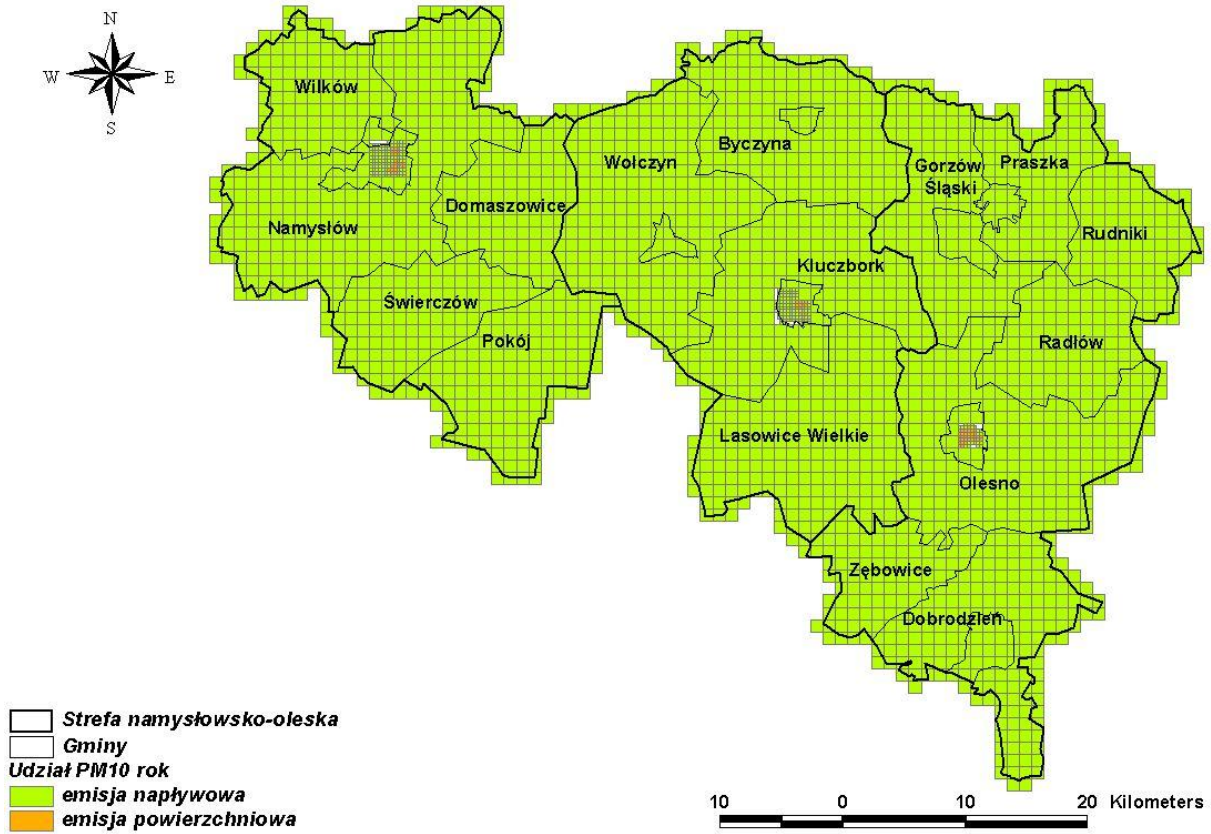 N
W E
S
Wilków
Wołczyn
Byczyna
Gorzów
Śląski
Praszka
Domaszowice
Namysłów
Rudniki
Kluczbork
Świerczów
Pokój
Radłów
Lasowice Wielkie
Olesno
Zębowice
Dobrodzień
Strefa namysłowsko-oleska
Gminy
Udział PM10 rok
emisja napływowa
emisja powierzchniowa
10 0 10 20 Kilometers